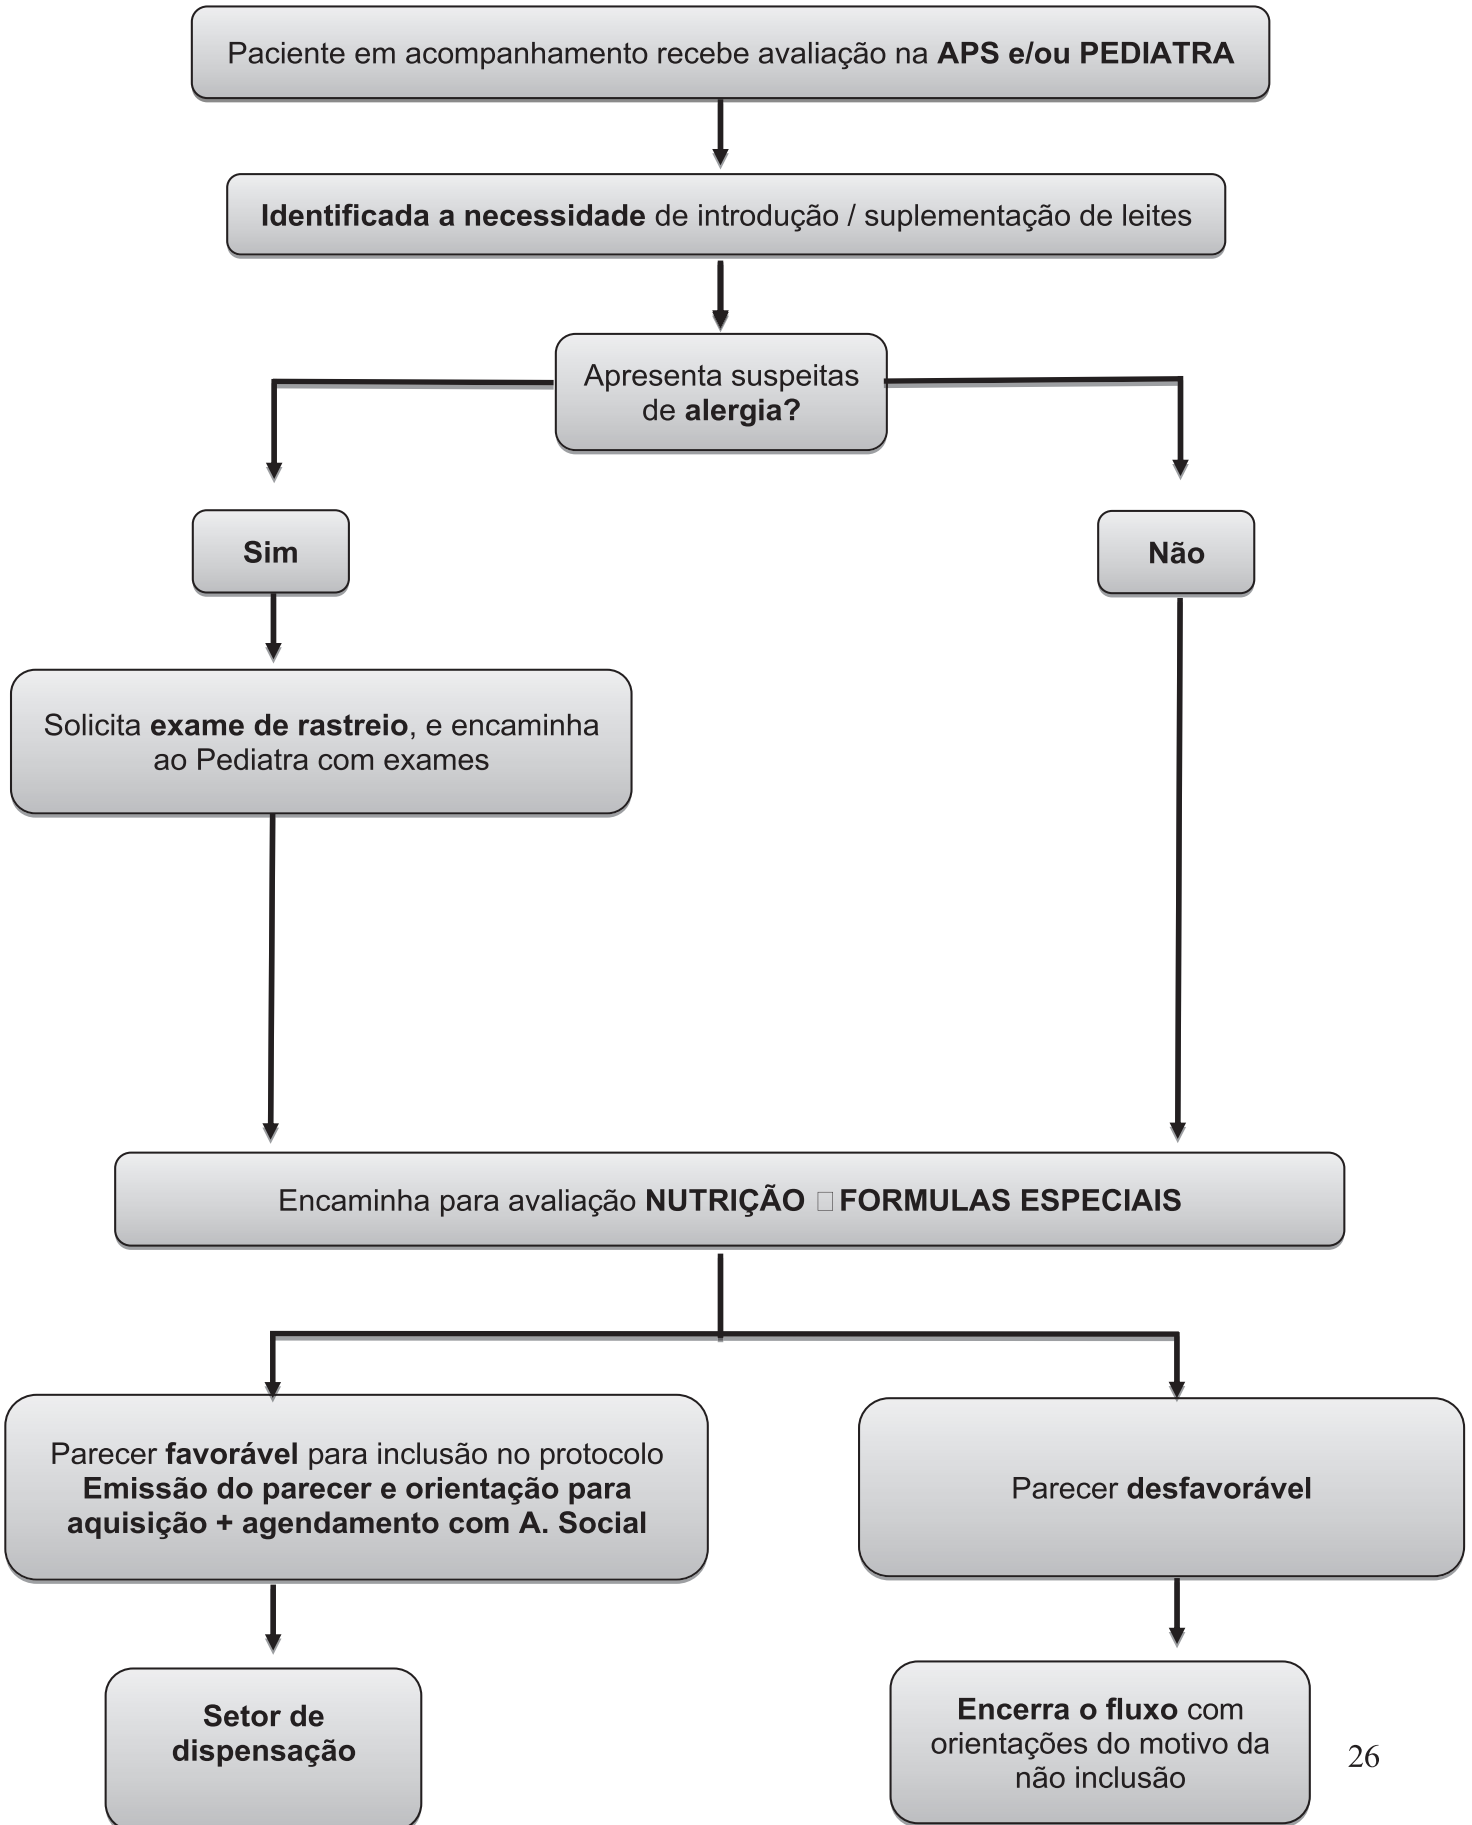 Paciente em acompanhamento recebe avaliação na APS e/ou PEDIATRA
Identificada a necessidade de introdução / suplementação de leites
Apresenta suspeitas
de alergia?
Sim
Não
Solicita exame de rastreio, e encaminha
ao Pediatra com exames
Encaminha para avaliação NUTRIÇÃO □ FORMULAS ESPECIAIS
Parecer favorável para inclusão no protocolo
Emissão do parecer e orientação para
aquisição + agendamento com A. Social
Parecer desfavorável
Setor de
dispensação
Encerra o fluxo com
orientações do motivo da
não inclusão
26